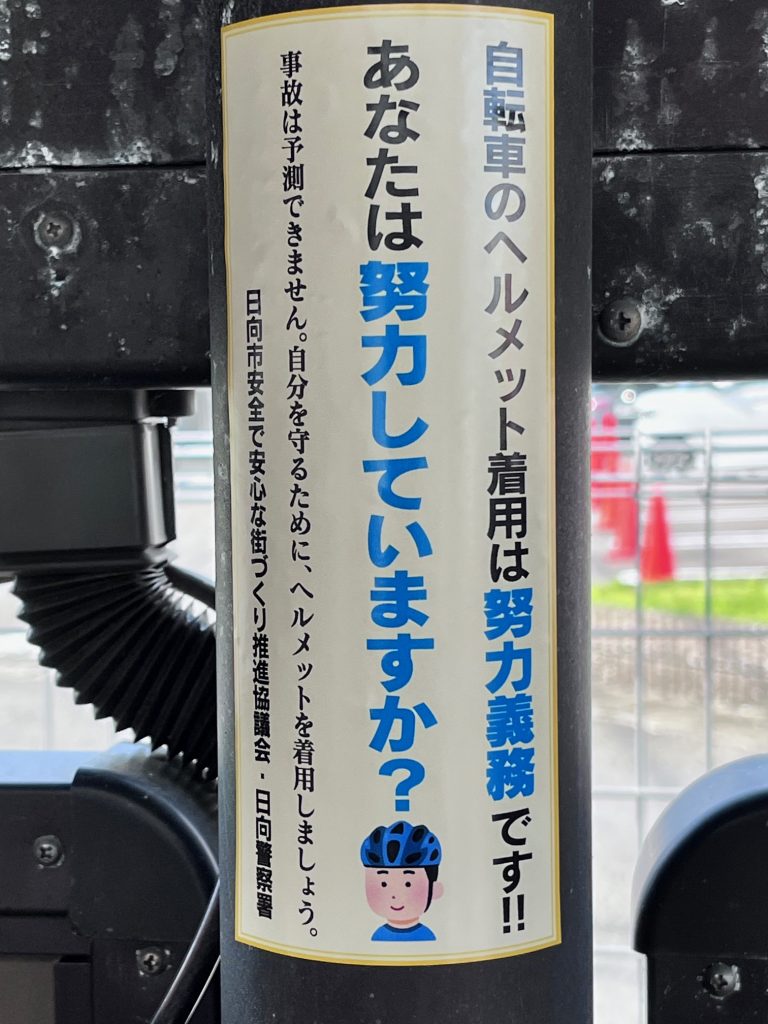 自転車のヘルメット着用は努力義務です!!
あなたは努力していますか?
事故は予測できません。自分を守るために、ヘルメットを着用しましょう。
日向市安全で安心な街づくり推進協議会・日向警察署